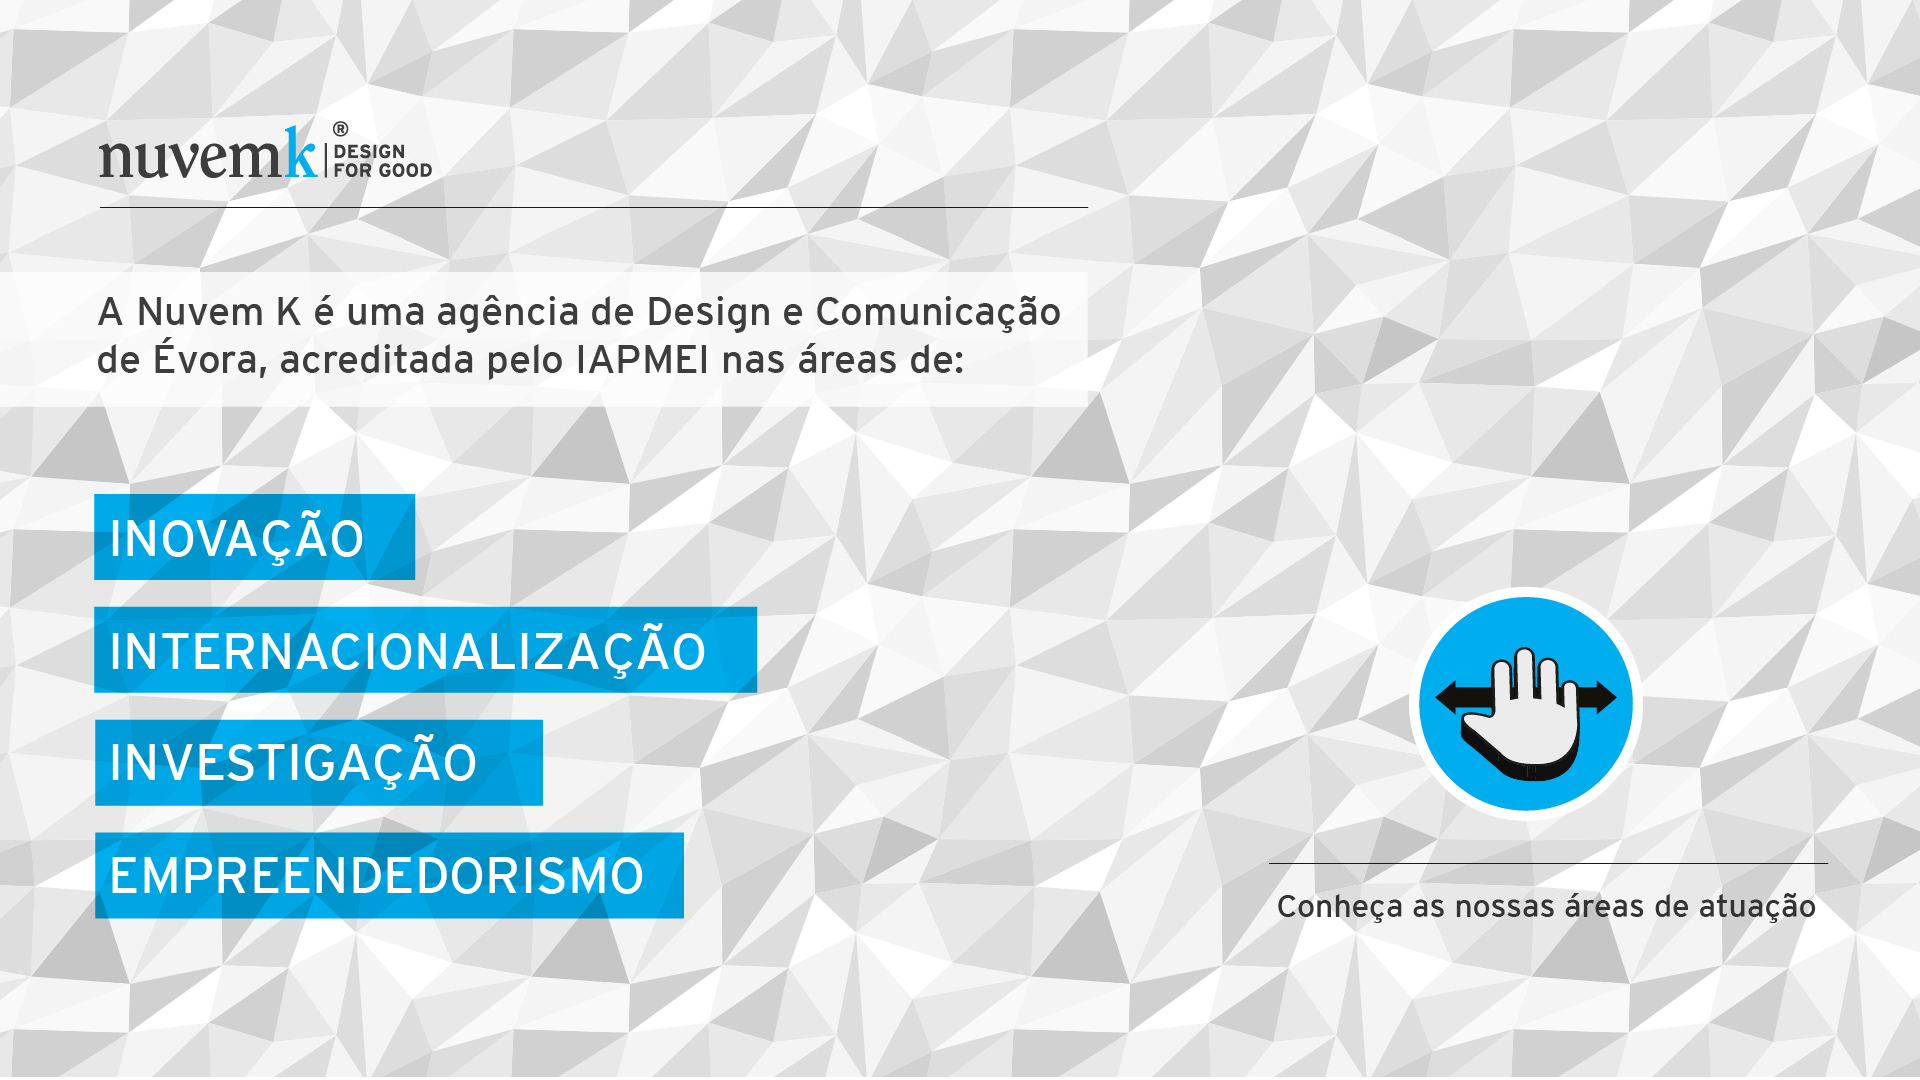 nuvemk®
DESIGN
FOR GOOD
A Nuvem K é uma agência de Design e Comunicação
de Évora, acreditada pelo IAPMEI nas áreas de:
INOVAÇÃO
INTERNACIONALIZAÇÃO
INVESTIGAÇÃO
EMPREENDEDORISMO
Conheça as nossas áreas de atuação